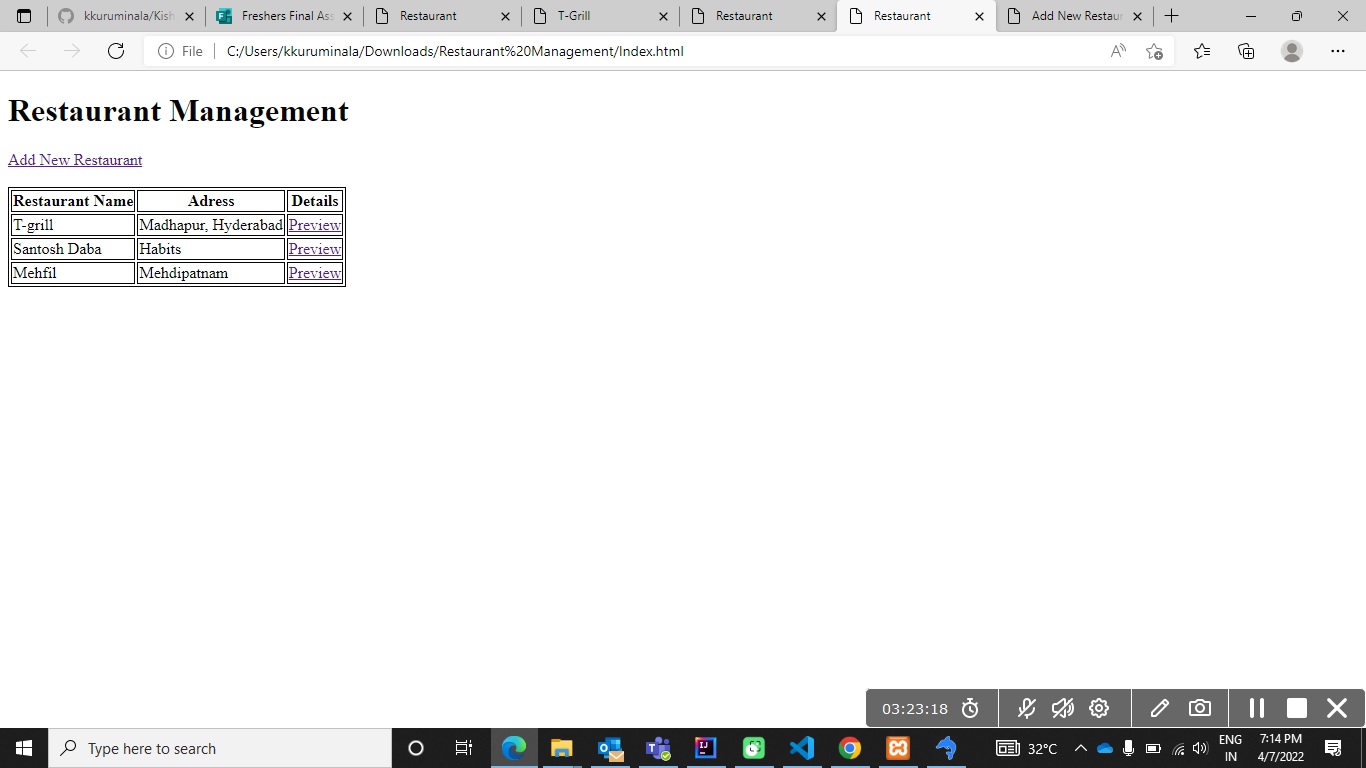 kkuruminala/Kish
Freshers Final Ass
Restaurant
T-Grill
Restaurant
Restaurant
Add New Restaur
File
C:/Users/kkuruminala/Downloads/Restaurant%20Management/Index.html
Restaurant Management
Add New Restaurant
Restaurant Name Adress Details
T-grill Madhapur, Hyderabad Preview
Santosh Daba Habits Preview
Mehfil Mehdipatnam Preview
03:23:18
Type here to search
32°C
ENG
IN
7:14 PM
4/7/2022